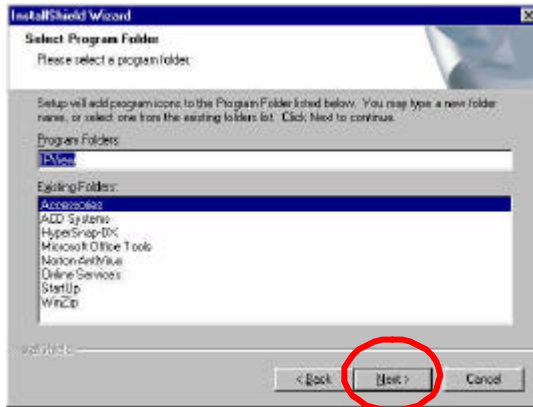 InstallShield Wizard
Select Program Folder
Please select a program folder.
Setup will add program icons to the Program Folder listed below. You may type a new folder
name, or select one from the existing folders list. Click Next to continue.
Program Folders:
IPView
Existing Folders:
Accessories
ACD Systems
HyperSnap-DX
Microsoft Office Tools
Norton AntiVirus
Online Services
StartUp
WinZip
InstallShield
< Back
Next >
Cancel